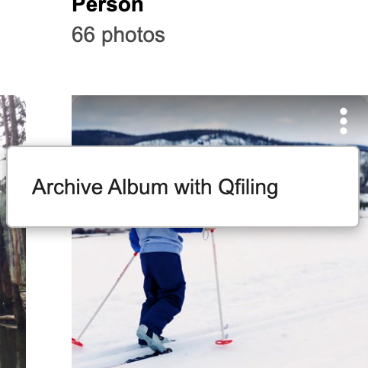 Person
66 photos
Archive Album with Qfiling